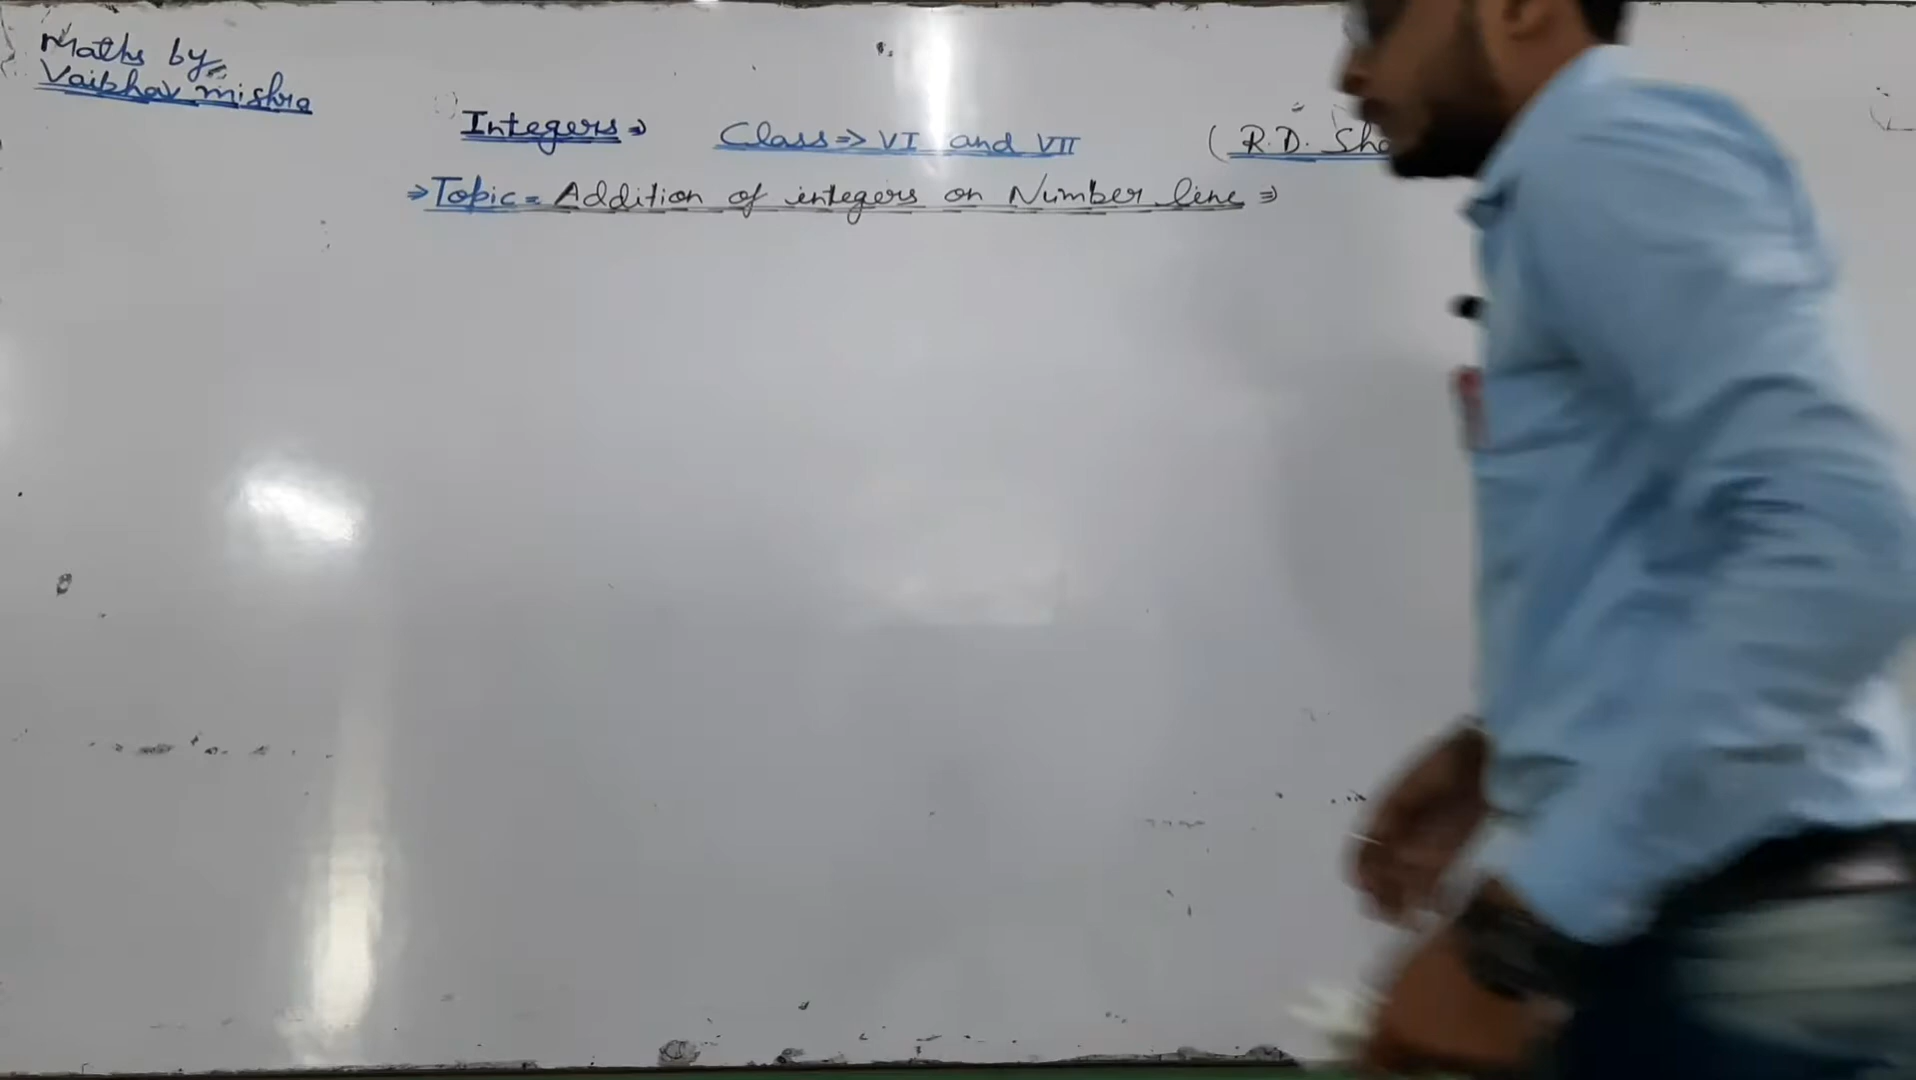 Maths by
Vaibhav mishra
Integers ⇒ Class ⇒ VI and VII (R.D. Sha
⇒ Topic = Addition of integers on Number line ⇒